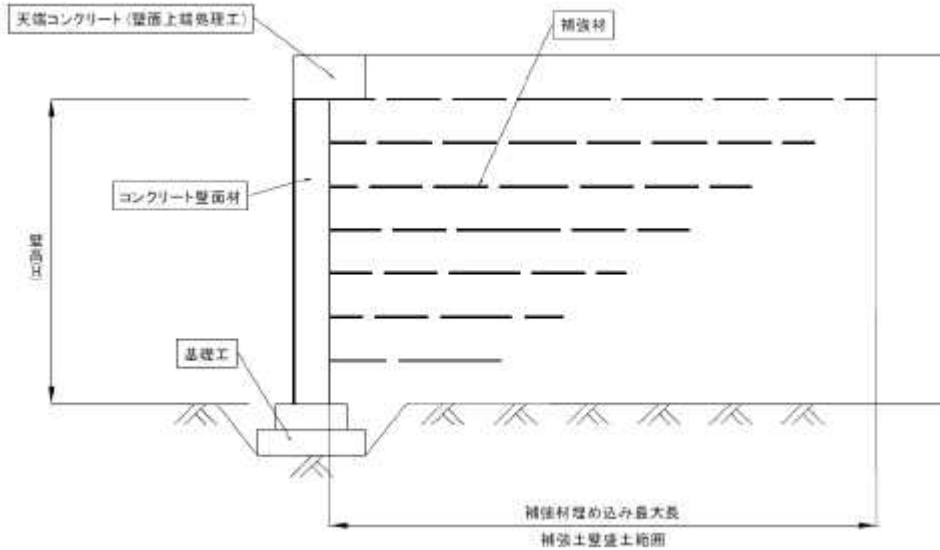 天端コンクリート(壁面上端処理工)
補強材
コンクリート壁面材
壁高(H)
基礎工
補強材埋め込み最大長
補強土壁盛土範囲